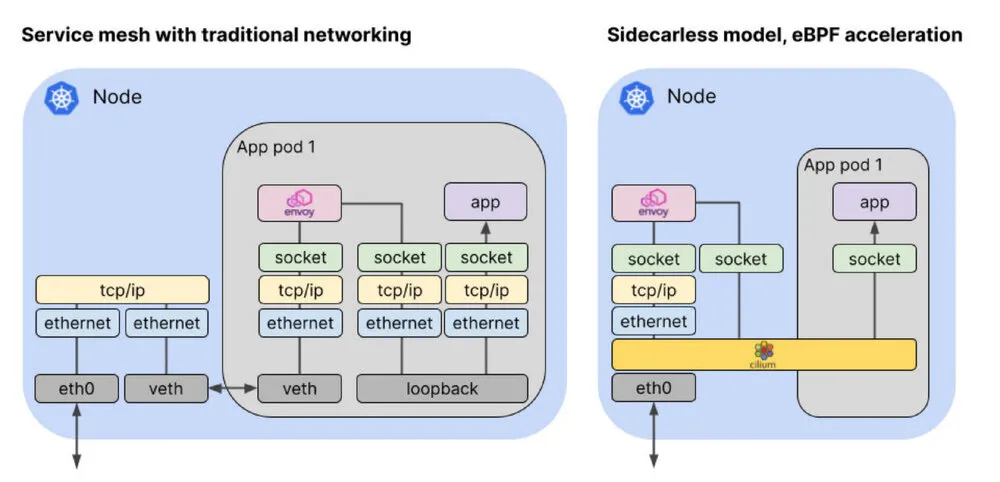 Service mesh with traditional networking
Node
App pod 1
envoy
app
socket
socket
socket
tcp/ip
tcp/ip
tcp/ip
tcp/ip
ethernet
ethernet
ethernet
ethernet
ethernet
eth0
veth
veth
loopback
Sidecarless model, eBPF acceleration
Node
App pod 1
envoy
app
socket
socket
socket
tcp/ip
ethernet
cilium
eth0